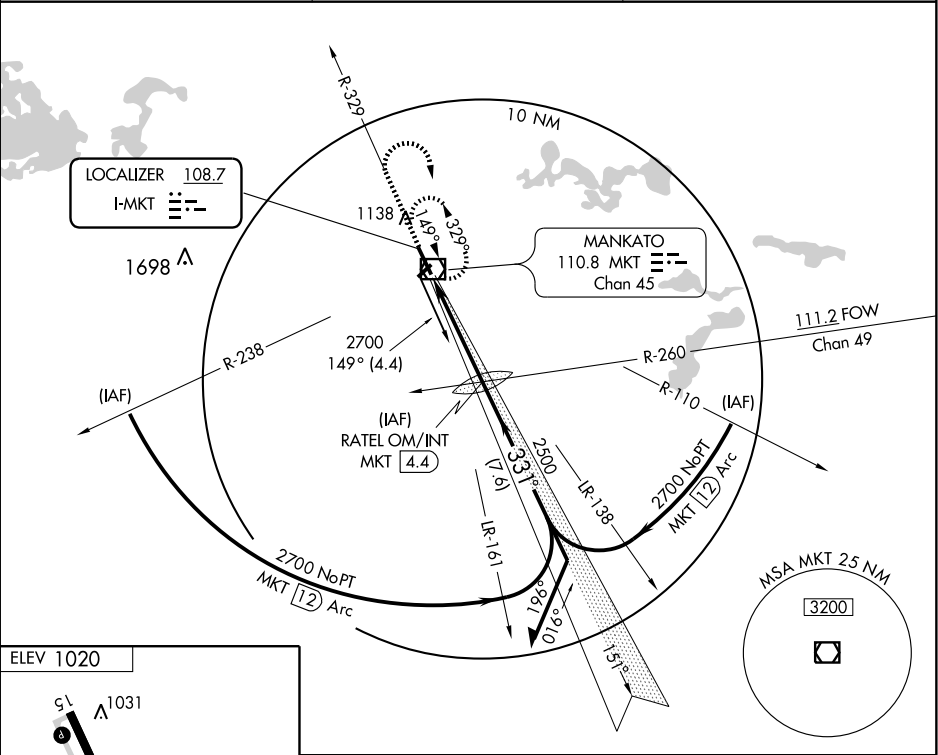 R-329
10 NM
LOCALIZER 108.7
I-MKT
1138
149°
329°
MANKATO
110.8 MKT
Chan 45
1698
111.2 FOW
Chan 49
2700
149° (4.4)
R-238
R-260
R-110
(IAF)
(IAF)
(IAF)
RATEL OM/INT
MKT 4.4
331°
(7.6)
2500
LR-138
2700 NoPT
MKT 12 Arc
LR-161
2700 NoPT
MKT 12 Arc
196°
016°
151°
MSA MKT 25 NM
3200
ELEV 1020
15
1031
P